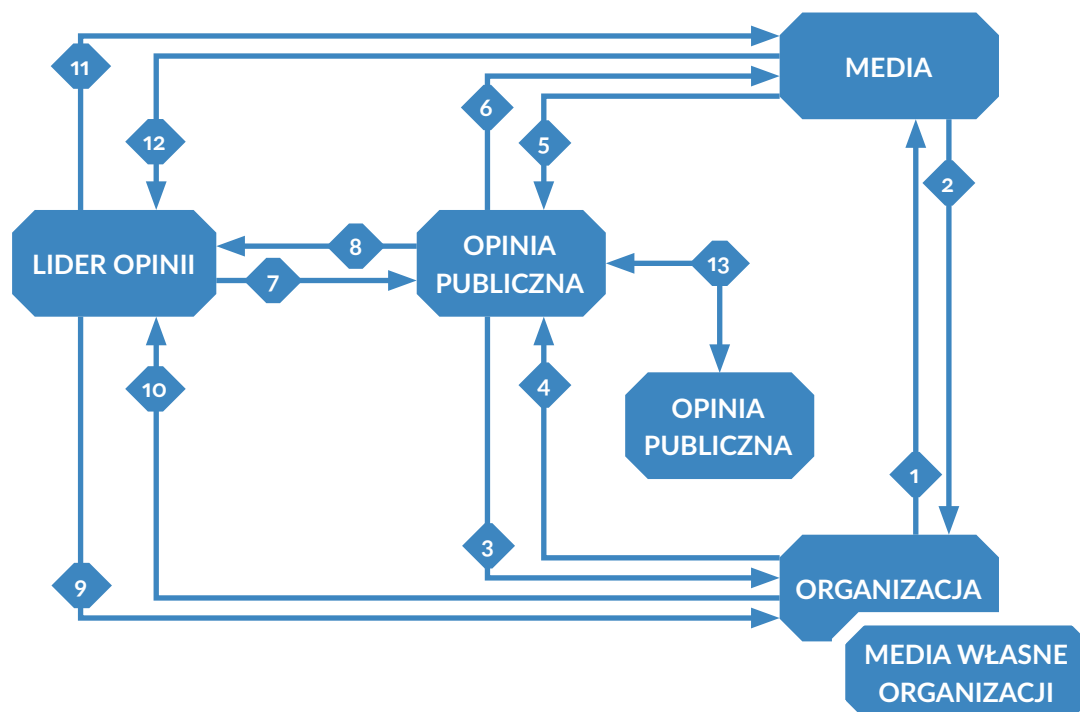 11
MEDIA
6
12
5
2
LIDER OPINII
8
7
OPINIA
PUBLICZNA
13
10
4
OPINIA
PUBLICZNA
1
3
9
ORGANIZACJA
MEDIA WŁASNE
ORGANIZACJI